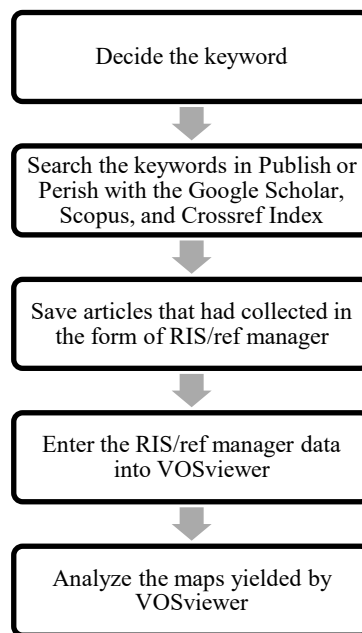 Decide the keyword
Search the keywords in Publish or
Perish with the Google Scholar,
Scopus, and Crossref Index
Save articles that had collected in
the form of RIS/ref manager
Enter the RIS/ref manager data
into VOSviewer
Analyze the maps yielded by
VOSviewer